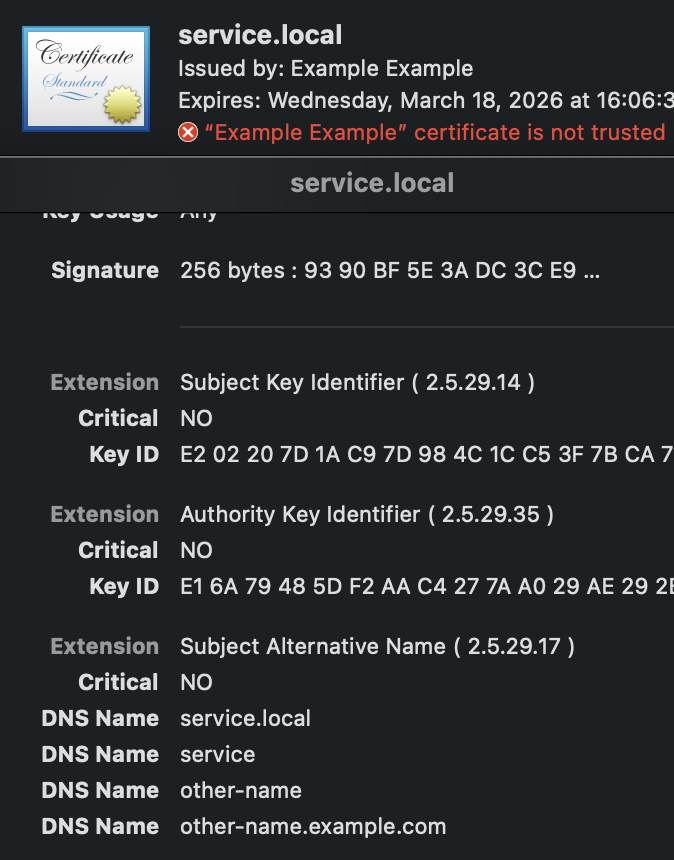 Certificate
Standard
service.local
Issued by: Example Example
Expires: Wednesday, March 18, 2026 at 16:06:3
"Example Example" certificate is not trusted
service.local
Key Usage Any
Signature 256 bytes : 93 90 BF 5E 3A DC 3C E9 ...
Extension Subject Key Identifier ( 2.5.29.14 )
Critical NO
Key ID E2 02 20 7D 1A C9 7D 98 4C 1C C5 3F 7B CA 7
Extension Authority Key Identifier ( 2.5.29.35 )
Critical NO
Key ID E1 6A 79 48 5D F2 AA C4 27 7A A0 29 AE 29 2E
Extension Subject Alternative Name ( 2.5.29.17 )
Critical NO
DNS Name service.local
DNS Name service
DNS Name other-name
DNS Name other-name.example.com